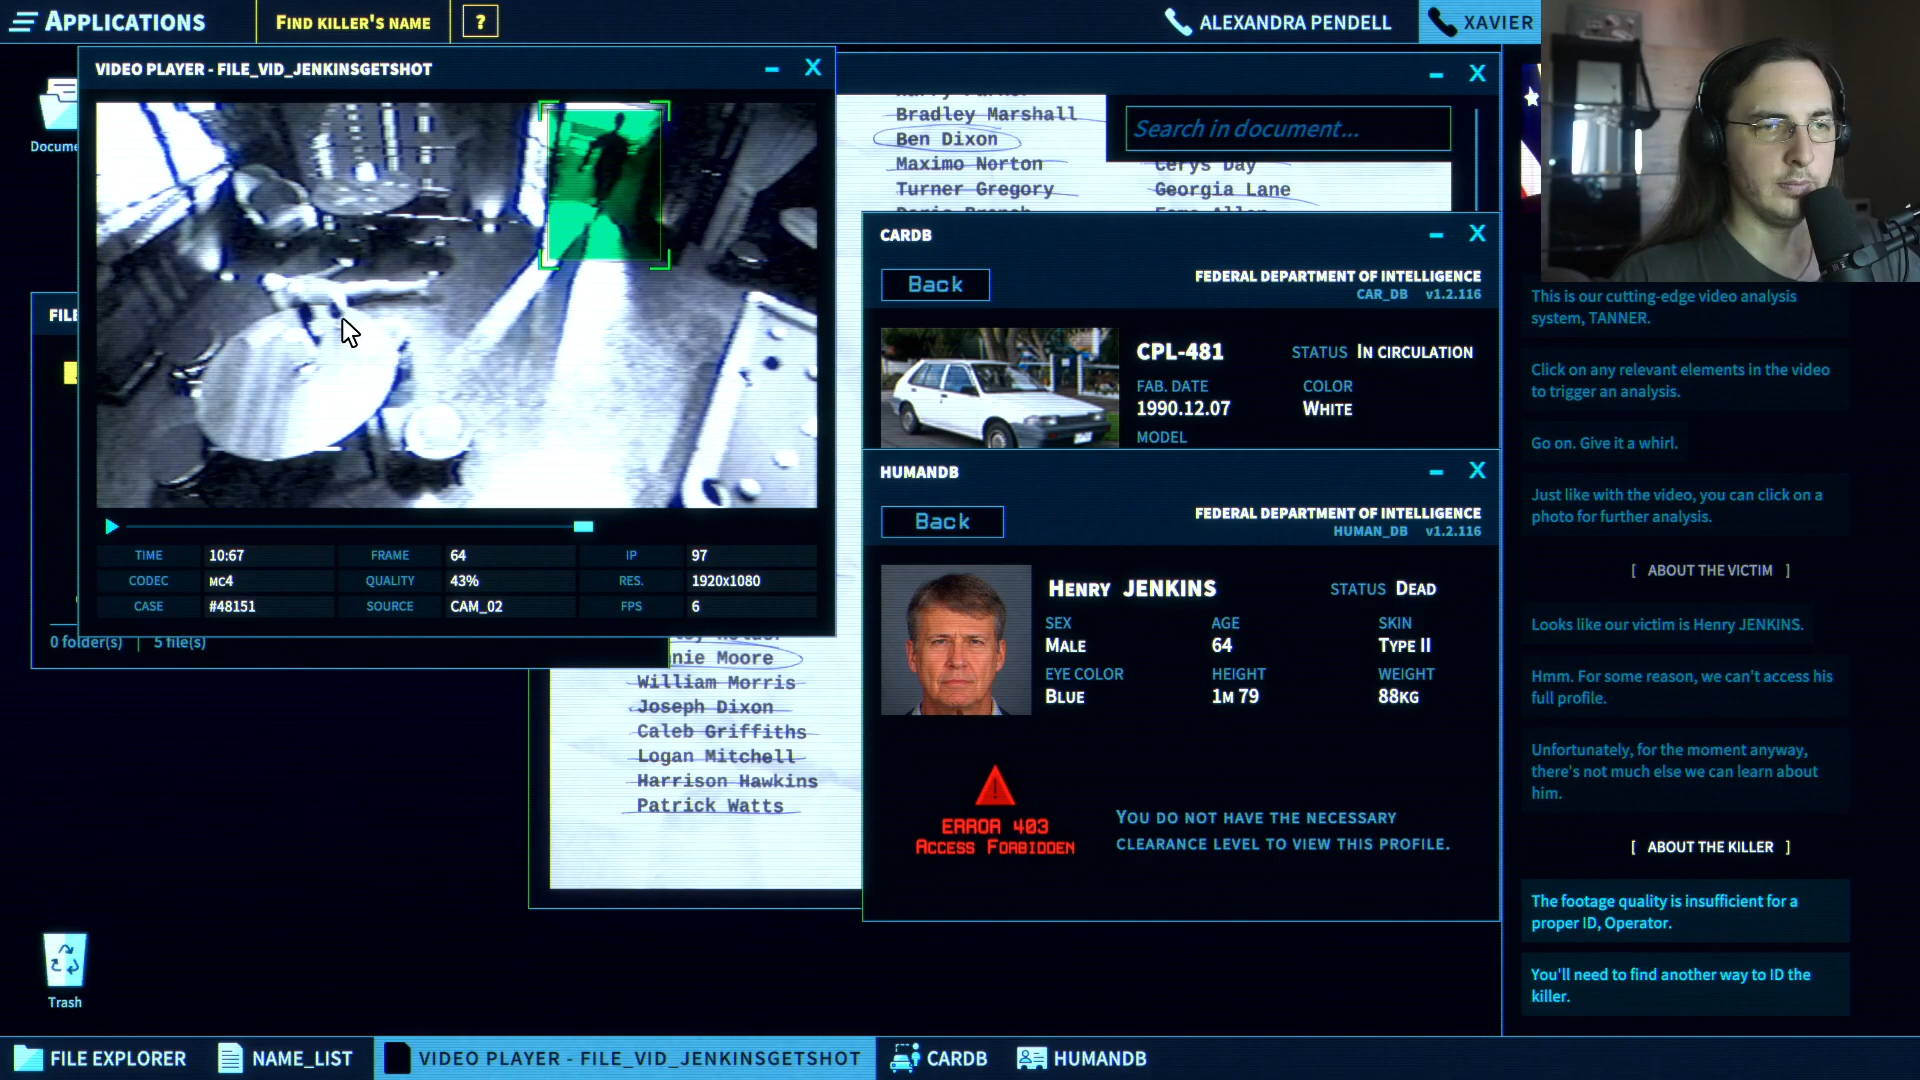 APPLICATIONS
FIND KILLER'S NAME
?
ALEXANDRA PENDELL
XAVIER
VIDEO PLAYER - FILE_VID_JENKINSGETSHOT
TIME 10:67 FRAME 64 IP 97
CODEC MC4 QUALITY 43% RES. 1920x1080
CASE #48151 SOURCE CAM_02 FPS 6
0 folder(s) | 5 file(s)
Bradley Marshall
Ben Dixon
Maximo Norton
Turner Gregory
Search in document...
Cerys Day
Georgia Lane
nie Moore
William Morris
Joseph Dixon
Caleb Griffiths
Logan Mitchell
Harrison Hawkins
Patrick Watts
CARDB
Back
FEDERAL DEPARTMENT OF INTELLIGENCE
CAR_DB v1.2.116
CPL-481
STATUS IN CIRCULATION
FAB. DATE COLOR
1990.12.07 WHITE
MODEL
HUMANDB
Back
FEDERAL DEPARTMENT OF INTELLIGENCE
HUMAN_DB v1.2.116
HENRY JENKINS
STATUS DEAD
SEX AGE SKIN
MALE 64 TYPE II
EYE COLOR HEIGHT WEIGHT
BLUE 1M 79 88KG
ERROR 403
ACCESS FORBIDDEN
YOU DO NOT HAVE THE NECESSARY
CLEARANCE LEVEL TO VIEW THIS PROFILE.
This is our cutting-edge video analysis
system, TANNER.
Click on any relevant elements in the video
to trigger an analysis.
Go on. Give it a whirl.
Just like with the video, you can click on a
photo for further analysis.
[ ABOUT THE VICTIM ]
Looks like our victim is Henry JENKINS.
Hmm. For some reason, we can't access his
full profile.
Unfortunately, for the moment anyway,
there's not much else we can learn about
him.
[ ABOUT THE KILLER ]
The footage quality is insufficient for a
proper ID, Operator.
You'll need to find another way to ID the
killer.
Docume
FILE
Trash
FILE EXPLORER
NAME_LIST
VIDEO PLAYER - FILE_VID_JENKINSGETSHOT
CARDB
HUMANDB